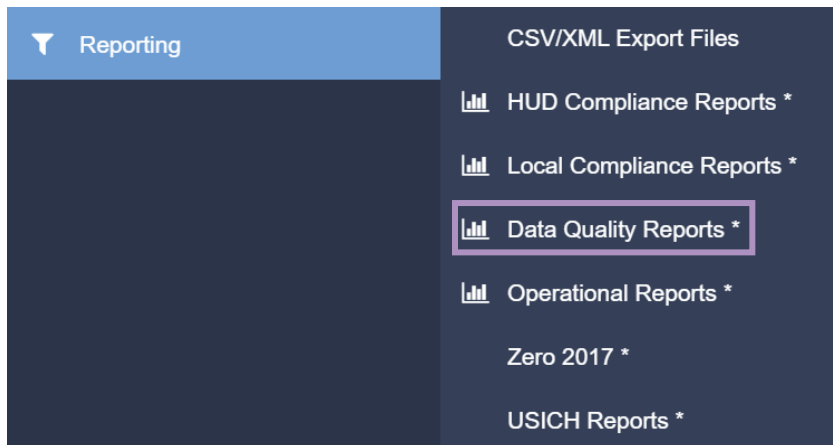 Reporting
CSV/XML Export Files
HUD Compliance Reports *
Local Compliance Reports *
Data Quality Reports *
Operational Reports *
Zero 2017 *
USICH Reports *